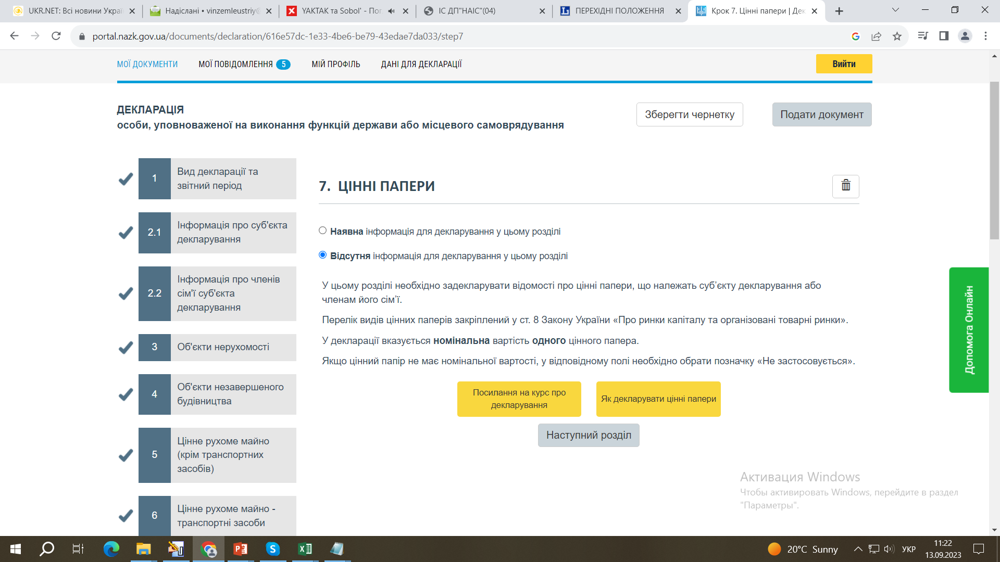 UKR.NET: Всі новини Украї
Надіслані • vinzemleustriy@
YAKTAK та Sobol' - Пог
ІС ДП"НАІС"(04)
ПЕРЕХІДНІ ПОЛОЖЕННЯ
Крок 7. Цінні папери | Дек
portal.nazk.gov.ua/documents/declaration/616e57dc-1e33-4be6-be79-43edae7da033/step7
МОЇ ДОКУМЕНТИ
МОЇ ПОВІДОМЛЕННЯ 5
МІЙ ПРОФІЛЬ
ДАНІ ДЛЯ ДЕКЛАРАЦІЇ
Вийти
ДЕКЛАРАЦІЯ
особи, уповноваженої на виконання функцій держави або місцевого самоврядування
Зберегти чернетку
Подати документ
1
Вид декларації та
звітний період
2.1
Інформація про суб'єкта
декларування
2.2
Інформація про членів
сім'ї суб'єкта
декларування
3
Об'єкти нерухомості
4
Об'єкти незавершеного
будівництва
5
Цінне рухоме майно
(крім транспортних
засобів)
6
Цінне рухоме майно -
транспортні засоби
7. ЦІННІ ПАПЕРИ
Наявна інформація для декларування у цьому розділі
Відсутня інформація для декларування у цьому розділі
У цьому розділі необхідно задекларувати відомості про цінні папери, що належать суб’єкту декларування або
членам його сім’ї.
Перелік видів цінних паперів закріплений у ст. 8 Закону України «Про ринки капіталу та організовані товарні ринки».
У декларації вказується номінальна вартість одного цінного папера.
Якщо цінний папір не має номінальної вартості, у відповідному полі необхідно обрати позначку «Не застосовується».
Посилання на курс про
декларування
Як декларувати цінні папери
Наступний розділ
Допомога Онлайн
Активация Windows
Чтобы активировать Windows, перейдите в раздел
"Параметры".
20°C Sunny
УКР
11:22
13.09.2023